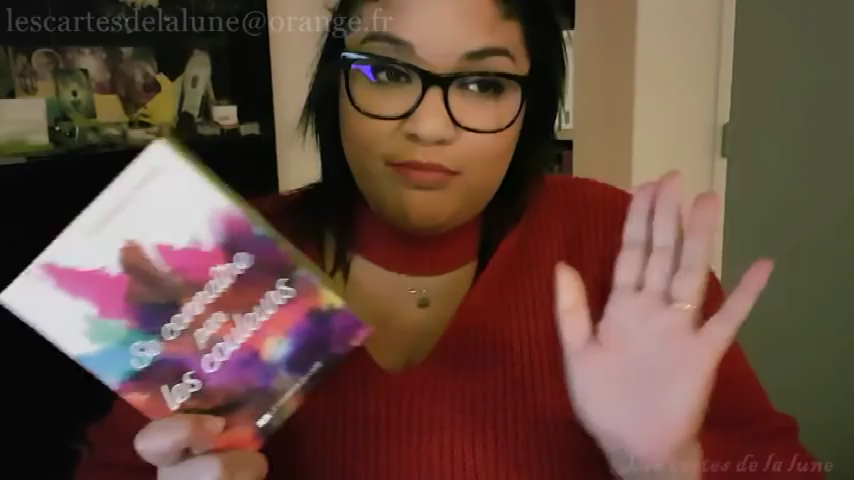 lescartesdelalune@orange.fr
Se connaître
par
les couleurs
Les cartes de la lune